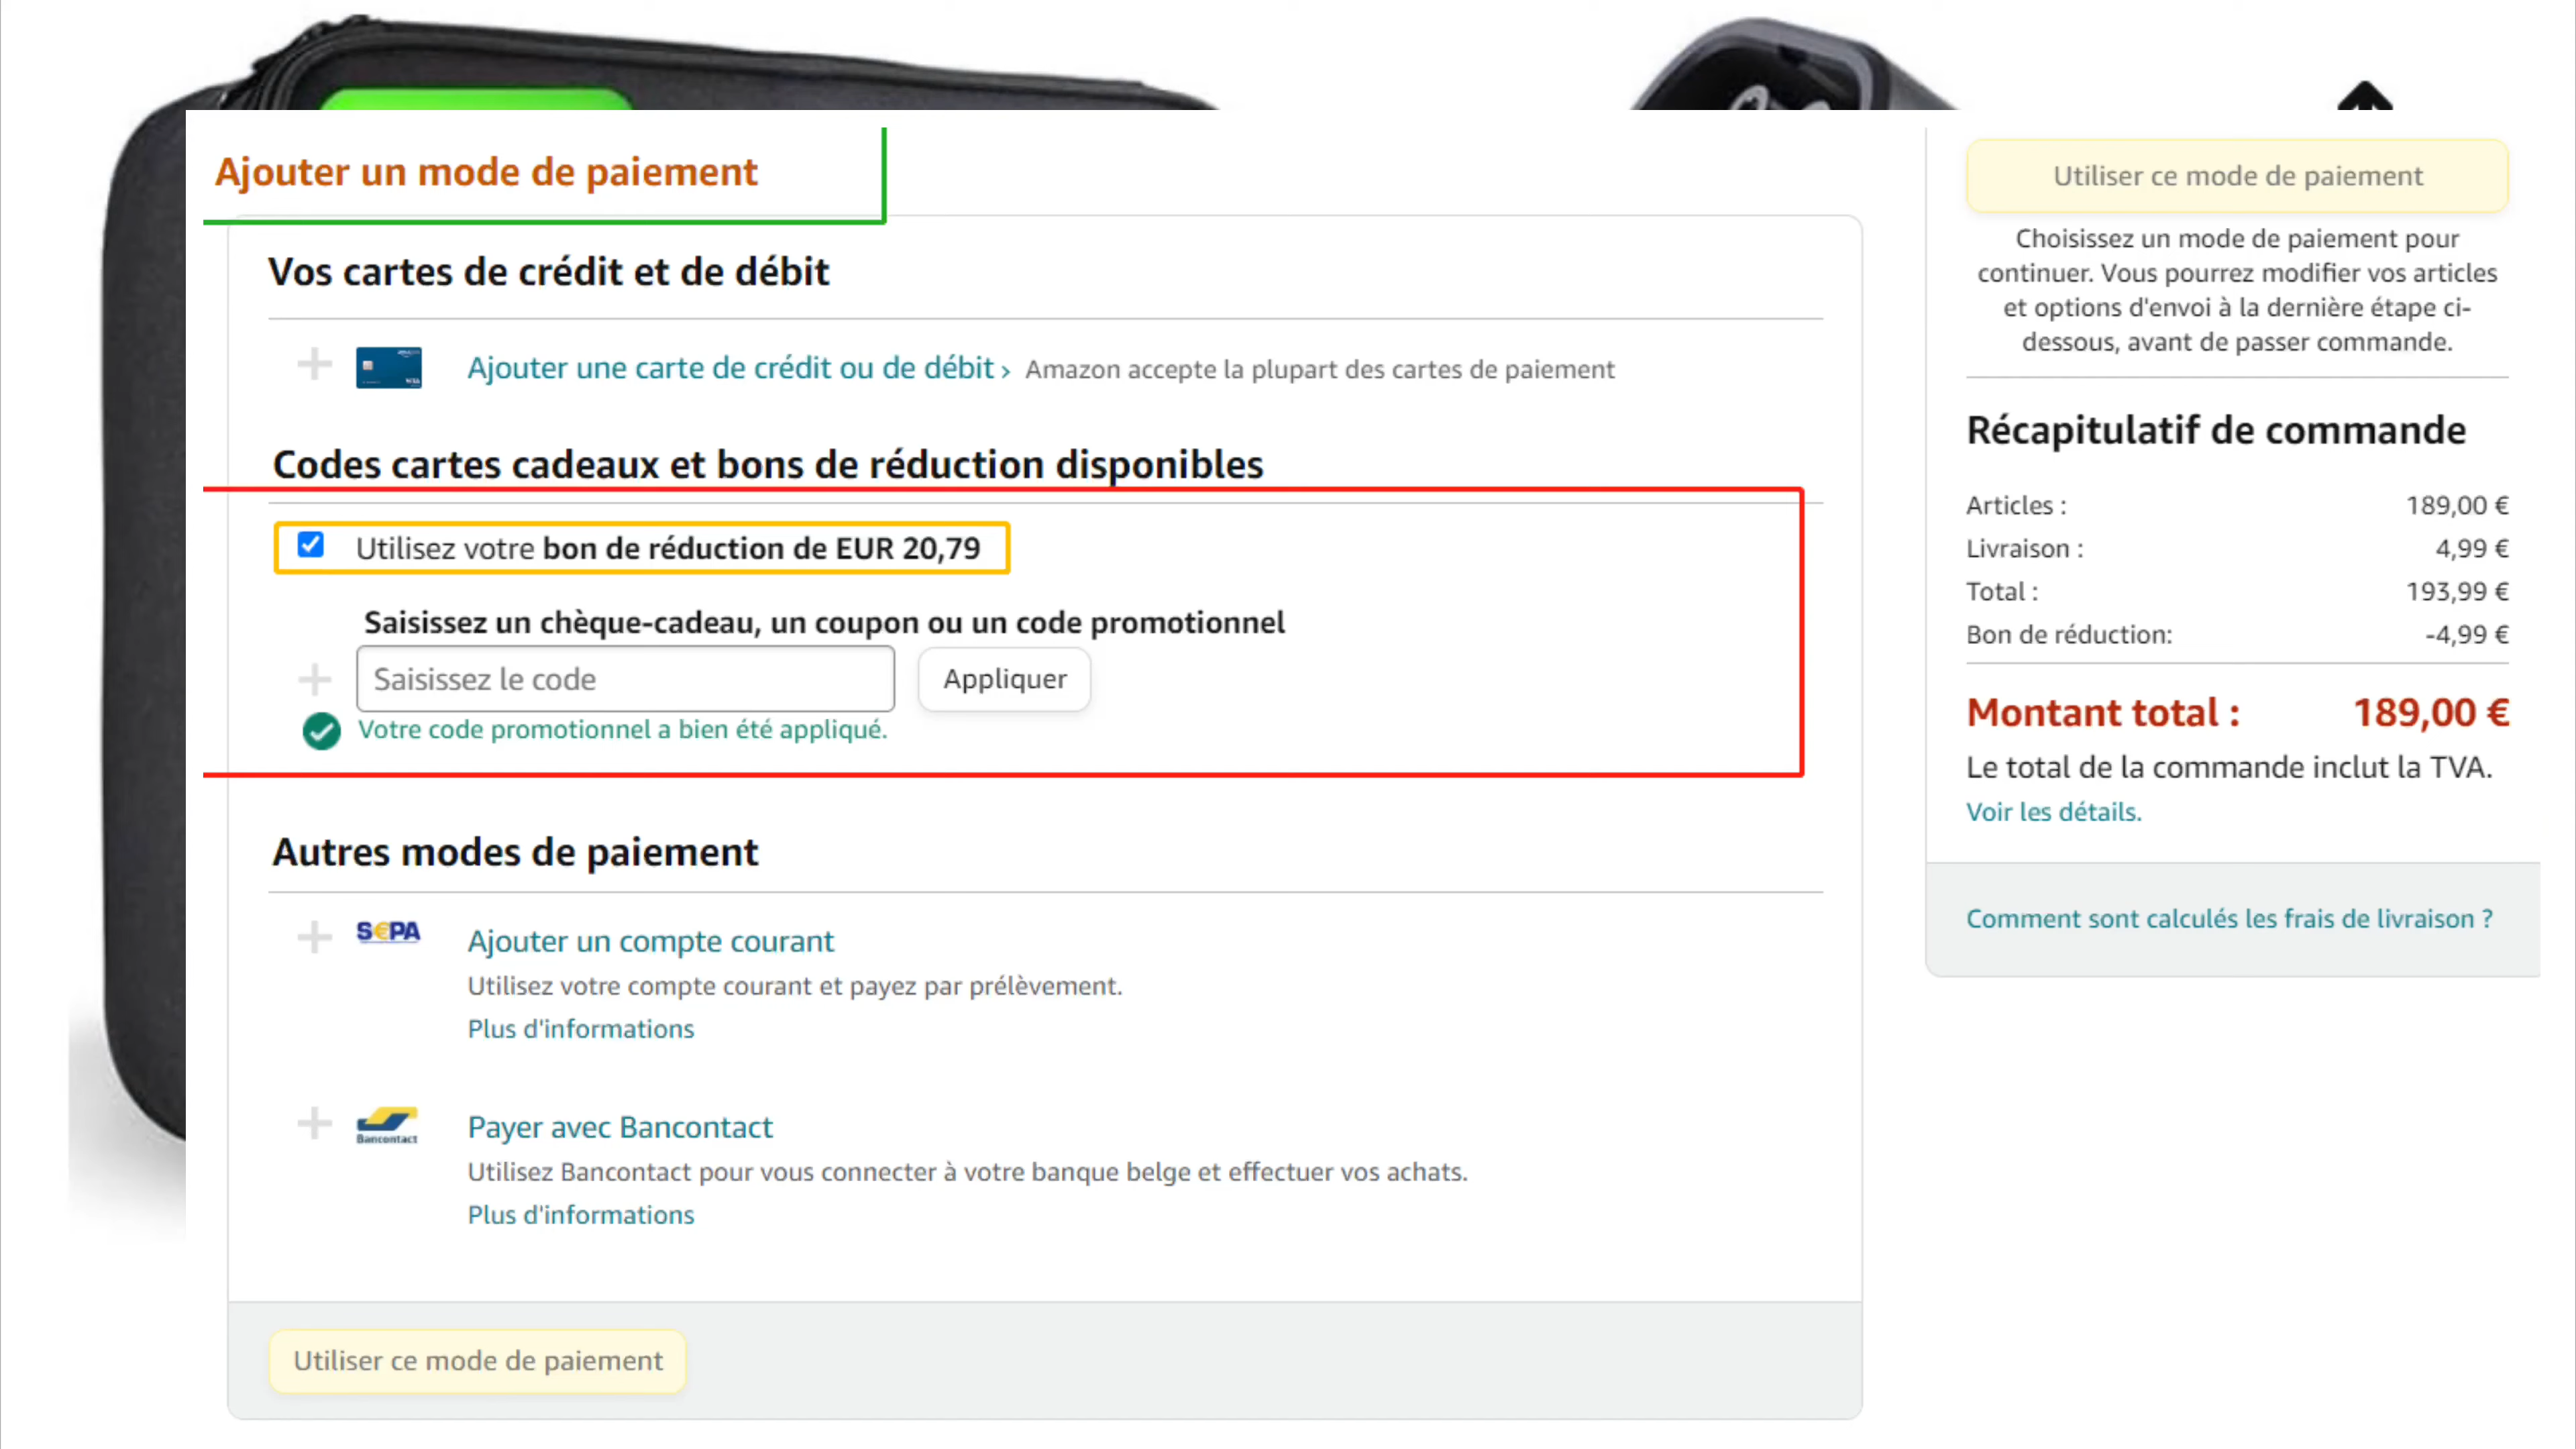 Ajouter un mode de paiement
Vos cartes de crédit et de débit
Ajouter une carte de crédit ou de débit › Amazon accepte la plupart des cartes de paiement
Codes cartes cadeaux et bons de réduction disponibles
Utilisez votre bon de réduction de EUR 20,79
Saisissez un chèque-cadeau, un coupon ou un code promotionnel
Saisissez le code
Appliquer
Votre code promotionnel a bien été appliqué.
Autres modes de paiement
S€PA
Ajouter un compte courant
Utilisez votre compte courant et payez par prélèvement.
Plus d'informations
Bancontact
Payer avec Bancontact
Utilisez Bancontact pour vous connecter à votre banque belge et effectuer vos achats.
Plus d'informations
Utiliser ce mode de paiement
Utiliser ce mode de paiement
Choisissez un mode de paiement pour
continuer. Vous pourrez modifier vos articles
et options d'envoi à la dernière étape ci-
dessous, avant de passer commande.
Récapitulatif de commande
Articles : 189,00 €
Livraison : 4,99 €
Total : 193,99 €
Bon de réduction: -4,99 €
Montant total : 189,00 €
Le total de la commande inclut la TVA.
Voir les détails.
Comment sont calculés les frais de livraison ?